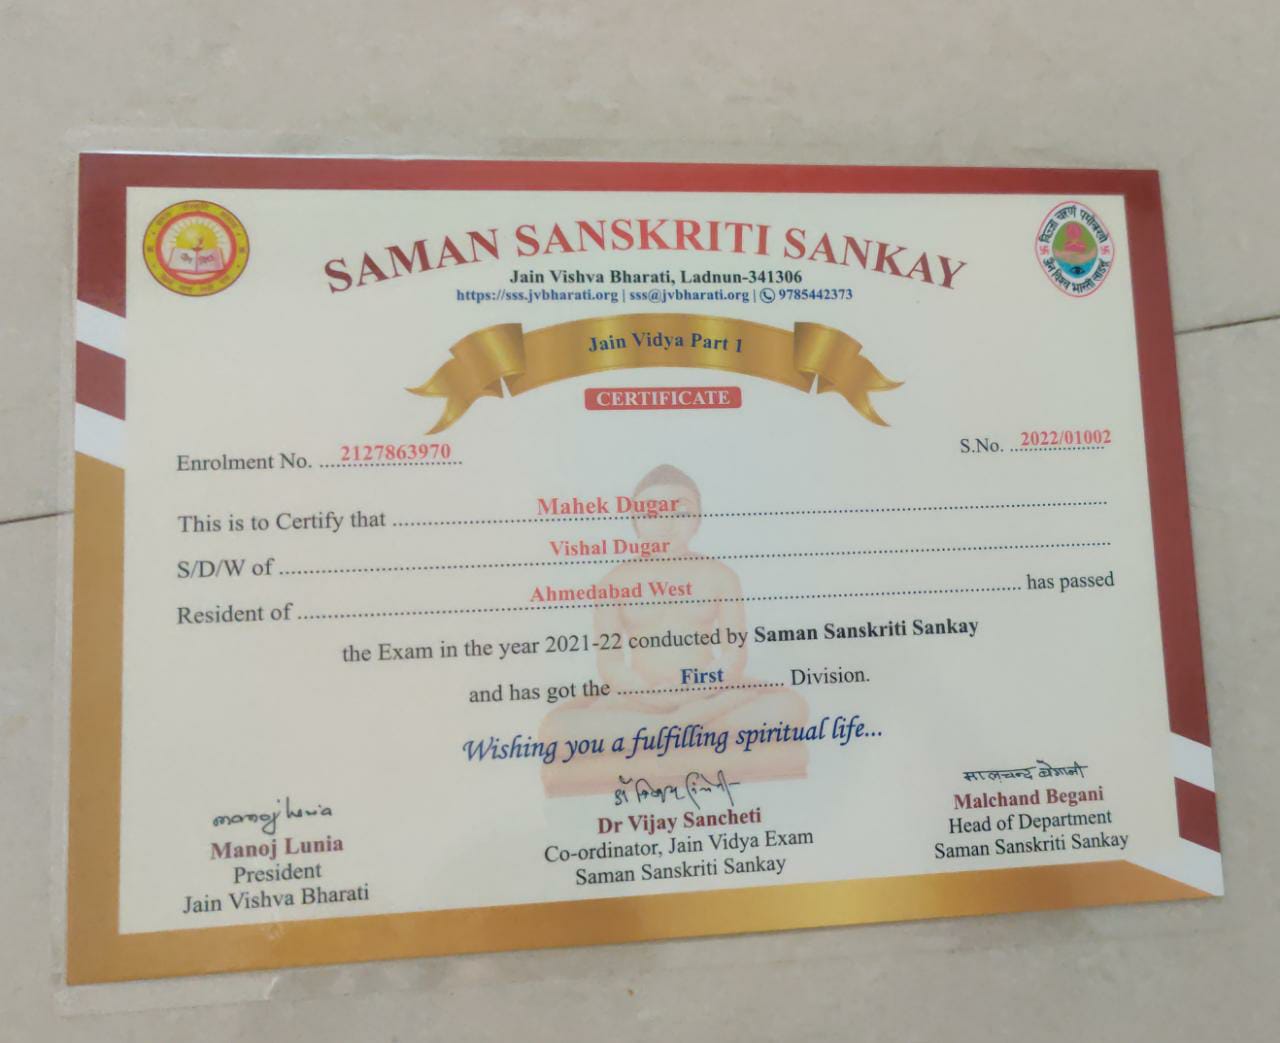 SAMAN SANSKRITI SANKAY
Jain Vishva Bharati, Ladnun-341306
https://sss.jvbharati.org | sss@jvbharati.org | 9785442373
Jain Vidya Part 1
CERTIFICATE
Enrolment No. 2127863970
S.No. 2022/01002
This is to Certify that Mahek Dugar
S/D/W of Vishal Dugar
Resident of Ahmedabad West has passed
the Exam in the year 2021-22 conducted by Saman Sanskriti Sankay
and has got the First Division.
Wishing you a fulfilling spiritual life...
manoj lunia
Manoj Lunia
President
Jain Vishva Bharati
Dr Vijay Sancheti
Co-ordinator, Jain Vidya Exam
Saman Sanskriti Sankay
मालचन्द बेगानी
Malchand Begani
Head of Department
Saman Sanskriti Sankay